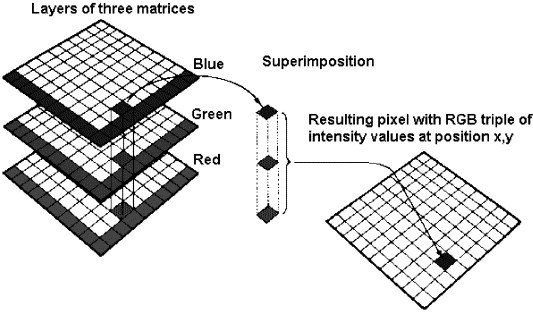 Layers of three matrices
Blue
Superimposition
Green
Resulting pixel with RGB triple of
intensity values at position x,y
Red